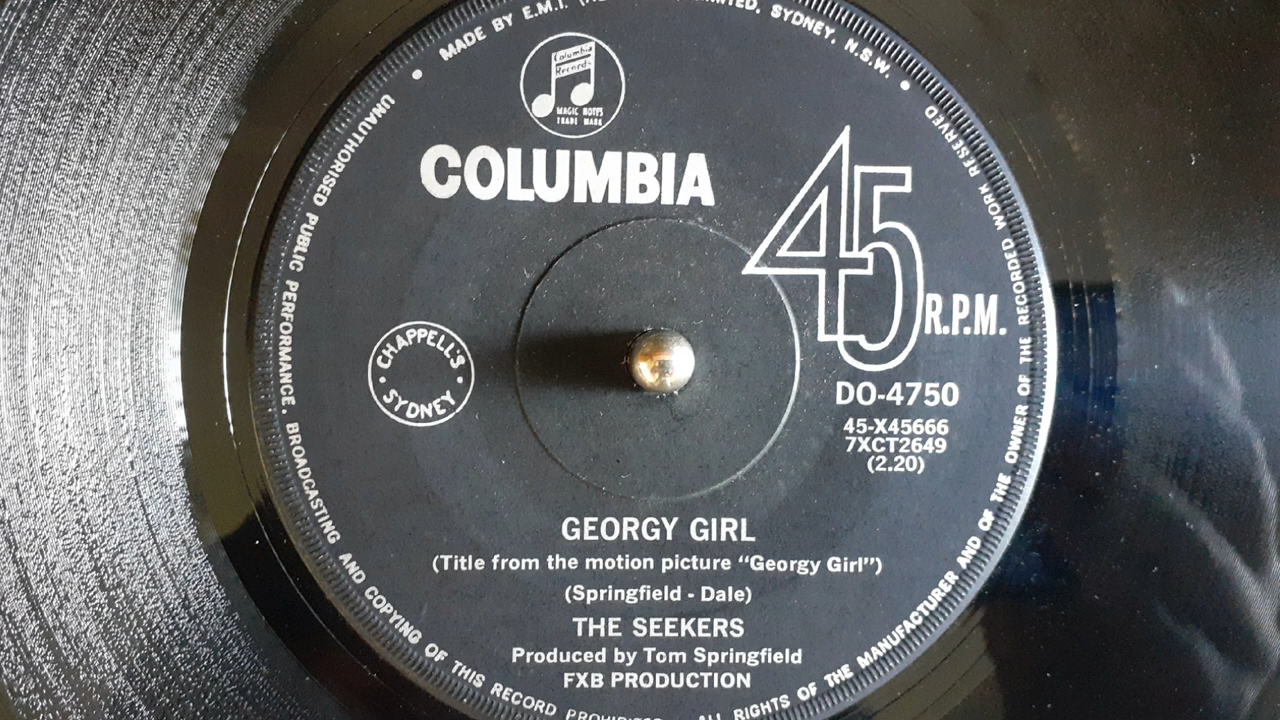 MADE BY E.M.I. LIMITED, SYDNEY, N.S.W.
Columbia
Records
MAGIC NOTES
TRADE MARK
COLUMBIA
45
R.P.M.
CHAPPELL'S
SYDNEY
DO-4750
45-X45666
7XCT2649
(2.20)
GEORGY GIRL
(Title from the motion picture “Georgy Girl”)
(Springfield - Dale)
THE SEEKERS
Produced by Tom Springfield
FXB PRODUCTION
UNAUTHORISED PUBLIC PERFORMANCE, BROADCASTING AND COPYING OF THIS RECORD PROHIBITED. ALL RIGHTS OF THE MANUFACTURER AND OF THE OWNER OF THE RECORDED WORK RESERVED